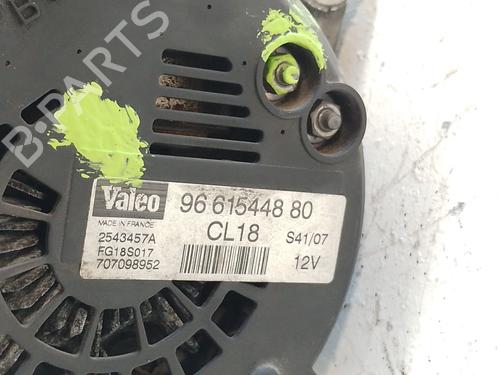 B-PARTS
Valeo
MADE IN FRANCE
96 615448 80
CL18
S41/07
2543457A
FG18S017
707098952
12V